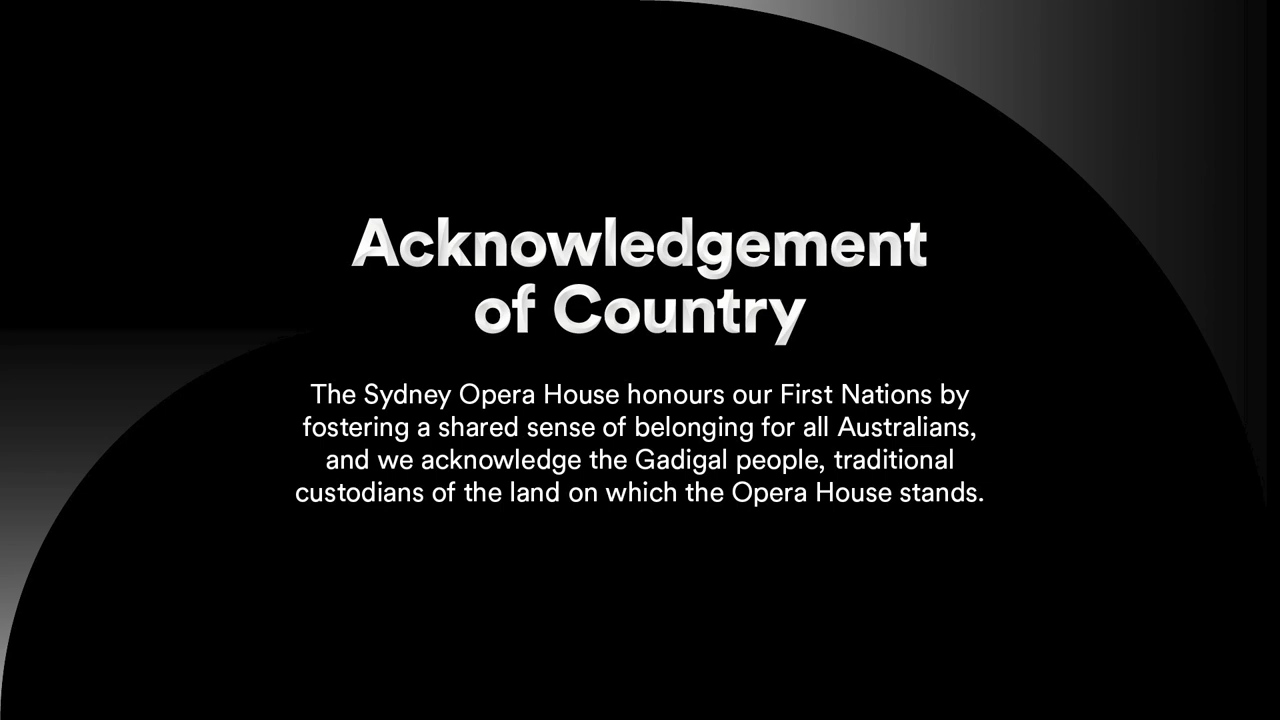 Acknowledgement
of Country
The Sydney Opera House honours our First Nations by
fostering a shared sense of belonging for all Australians,
and we acknowledge the Gadigal people, traditional
custodians of the land on which the Opera House stands.